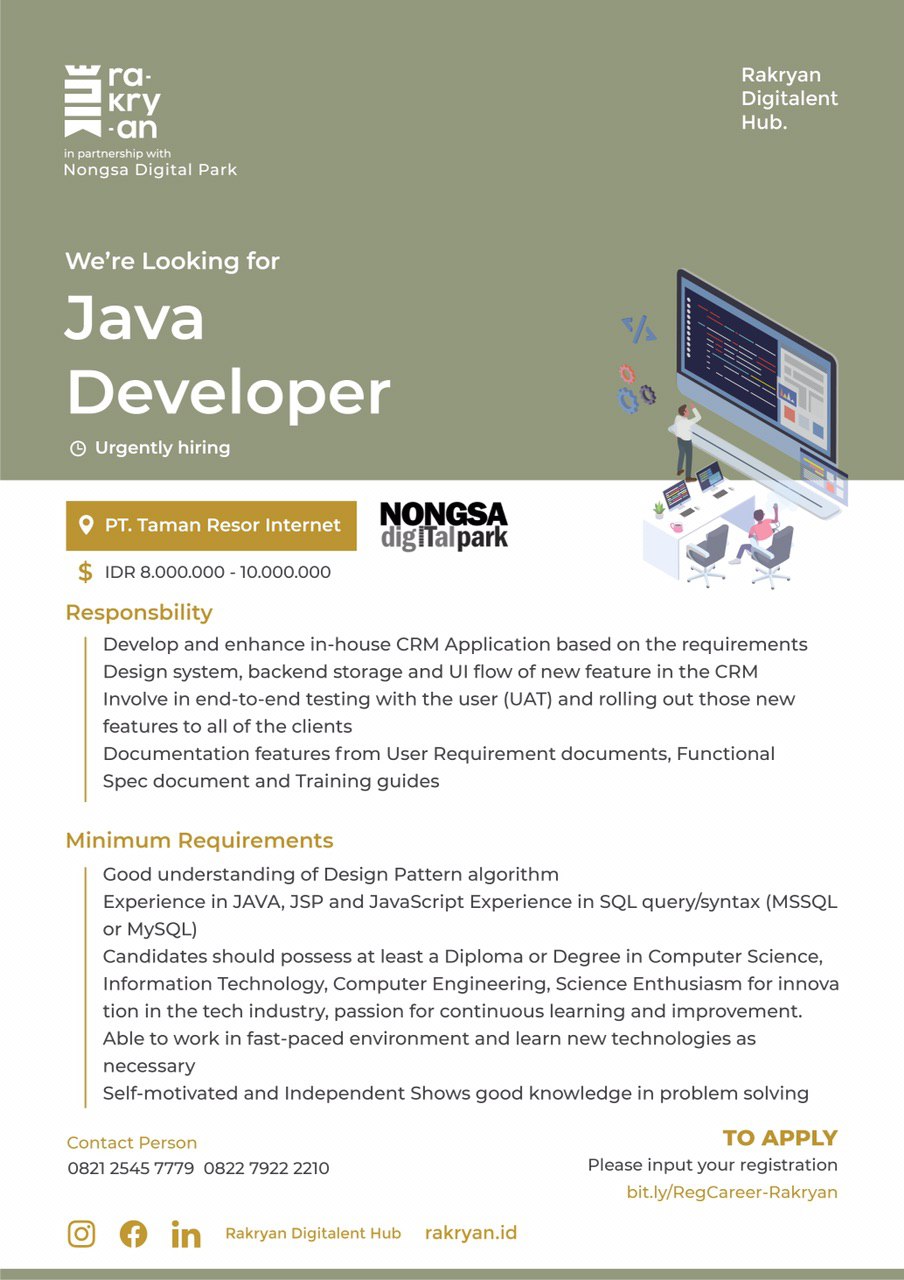 ra-
kry
-an
in partnership with
Nongsa Digital Park
Rakryan
Digitalent
Hub.
We're Looking for
Java
Developer
Urgently hiring
PT. Taman Resor Internet
NONGSA
digiTalpark
$ IDR 8.000.000 - 10.000.000
Responsbility
Develop and enhance in-house CRM Application based on the requirements
Design system, backend storage and UI flow of new feature in the CRM
Involve in end-to-end testing with the user (UAT) and rolling out those new
features to all of the clients
Documentation features from User Requirement documents, Functional
Spec document and Training guides
Minimum Requirements
Good understanding of Design Pattern algorithm
Experience in JAVA, JSP and JavaScript Experience in SQL query/syntax (MSSQL
or MySQL)
Candidates should possess at least a Diploma or Degree in Computer Science,
Information Technology, Computer Engineering, Science Enthusiasm for innova
tion in the tech industry, passion for continuous learning and improvement.
Able to work in fast-paced environment and learn new technologies as
necessary
Self-motivated and Independent Shows good knowledge in problem solving
Contact Person
0821 2545 7779 0822 7922 2210
TO APPLY
Please input your registration
bit.ly/RegCareer-Rakryan
Rakryan Digitalent Hub
rakryan.id